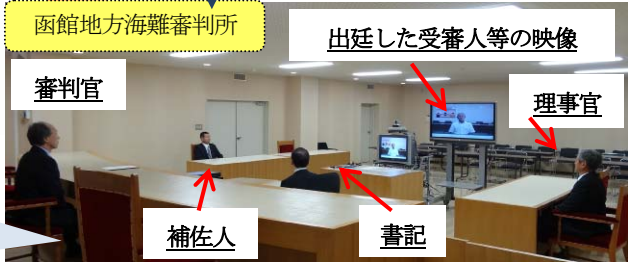 函館地方海難審判所
出廷した受審人等の映像
審判官
理事官
補佐人
書記